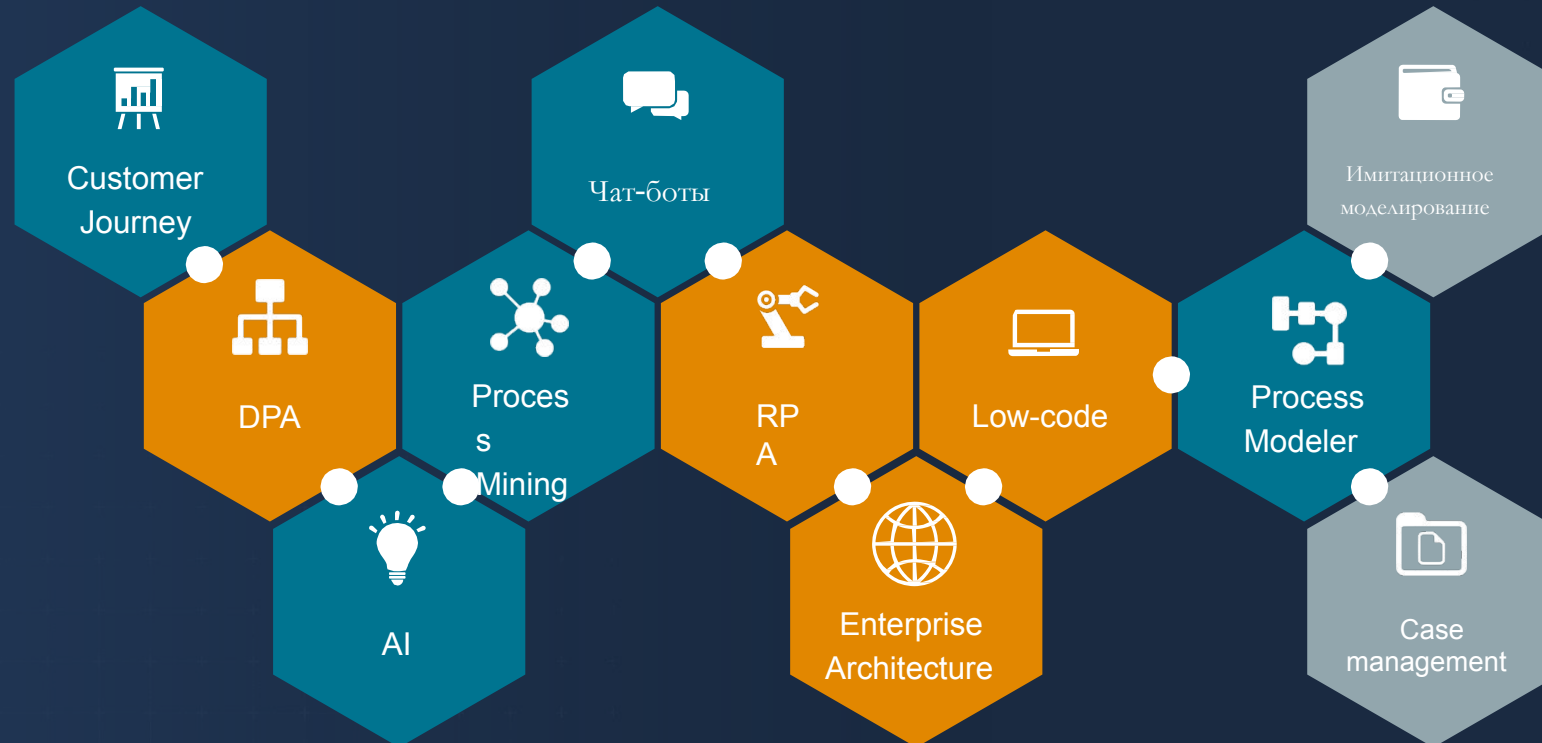 Customer
Journey
Чат-боты
Имитационное
моделирование
DPA
Proces
s
Mining
RP
A
Low-code
Process
Modeler
AI
Enterprise
Architecture
Case
management